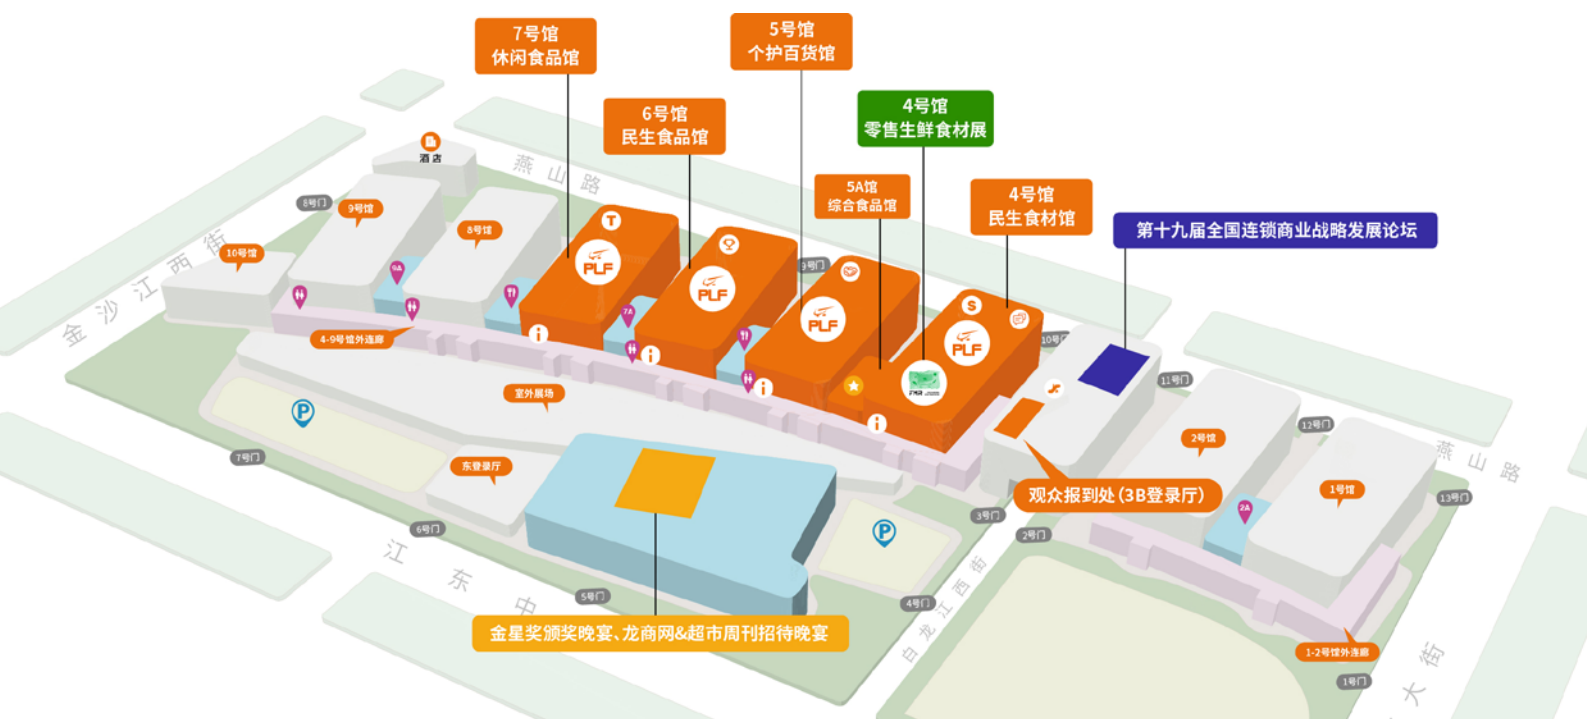 7号馆
休闲食品馆
5号馆
个护百货馆
6号馆
民生食品馆
4号馆
零售生鲜食材展
5A馆
综合食品馆
4号馆
民生食材馆
第十九届全国连锁商业战略发展论坛
酒店
燕山路
8号门
9号馆
8号馆
10号馆
金沙江西街
9A
T
PLF
PLF
9号门
PLF
S
PLF
7A
4-9号馆外连廊
i
i
i
i
10号门
11号门
室外展场
P
7号门
东登录厅
6号门
2号馆
12号门
1号馆
13号门
燕山路
观众报到处(3B登录厅)
3号门
2号门
2A
P
江东中
5号门
4号门
白龙江西街
金星奖颁奖晚宴、龙商网&超市周刊招待晚宴
1-2号馆外连廊
1号门
大街